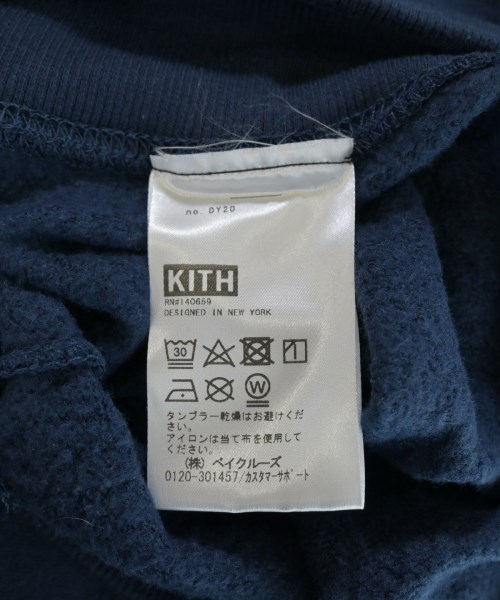 no. DY20
KITH
RN#140659
DESIGNED IN NEW YORK
30
W
タンブラー乾燥はお避けくだ
さい。
アイロンは当て布を使用して
ください。
(株) ベイクルーズ
0120-301457/カスタマーサポート